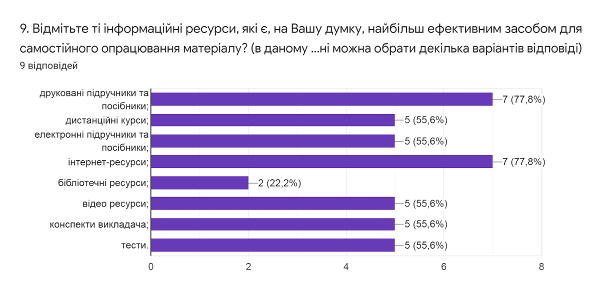 9. Відмітьте ті інформаційні ресурси, які є, на Вашу думку, найбільш ефективним засобом для
самостійного опрацювання матеріалу? (в даному ...ні можна обрати декілька варіантів відповіді)
9 відповідей
друковані підручники та
посібники;
7 (77,8%)
дистанційні курси;
5 (55,6%)
електронні підручники та
посібники;
5 (55,6%)
інтернет-ресурси;
7 (77,8%)
бібліотечні ресурси;
2 (22,2%)
відео ресурси;
5 (55,6%)
конспекти викладача;
5 (55,6%)
тести.
5 (55,6%)
0 2 4 6 8